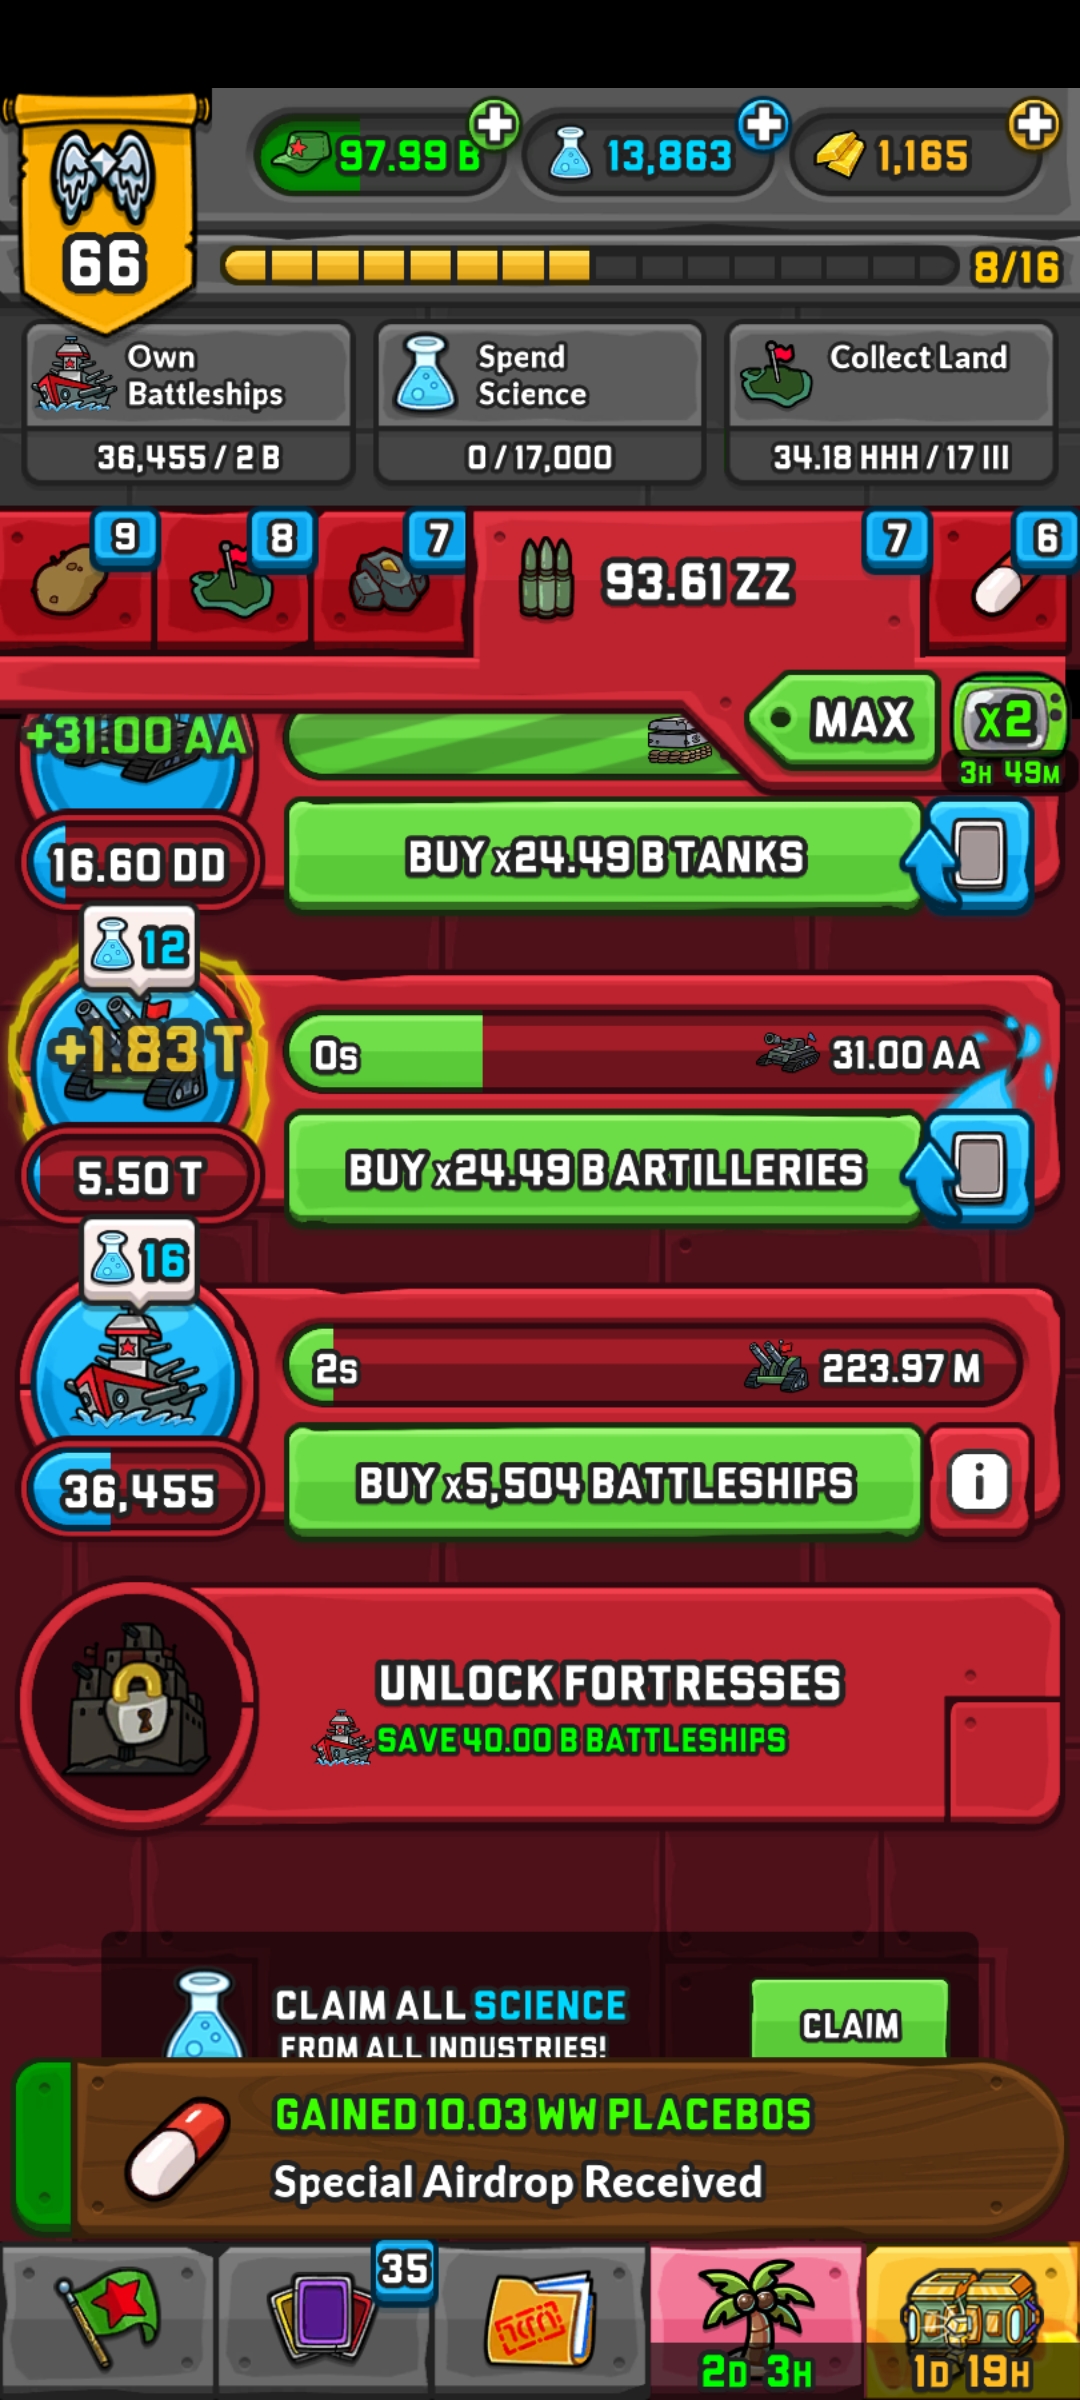 97.99 B
13,863
1,165
66
8/16
Own
Battleships
36,455 / 2 B
Spend
Science
0 / 17,000
Collect Land
34.18 HHH / 17 III
9
8
7
93.61 ZZ
7
6
MAX
x2
3H 49M
+31.00 AA
16.60 DD
BUY x24.49 B TANKS
12
+1.83 T
0s
31.00 AA
5.50 T
BUY x24.49 B ARTILLERIES
16
2s
223.97 M
36,455
BUY x5,504 BATTLESHIPS
i
UNLOCK FORTRESSES
SAVE 40.00 B BATTLESHIPS
CLAIM ALL SCIENCE
FROM ALL INDUSTRIES!
CLAIM
GAINED 10.03 WW PLACEBOS
Special Airdrop Received
35
2D 3H
1D 19H